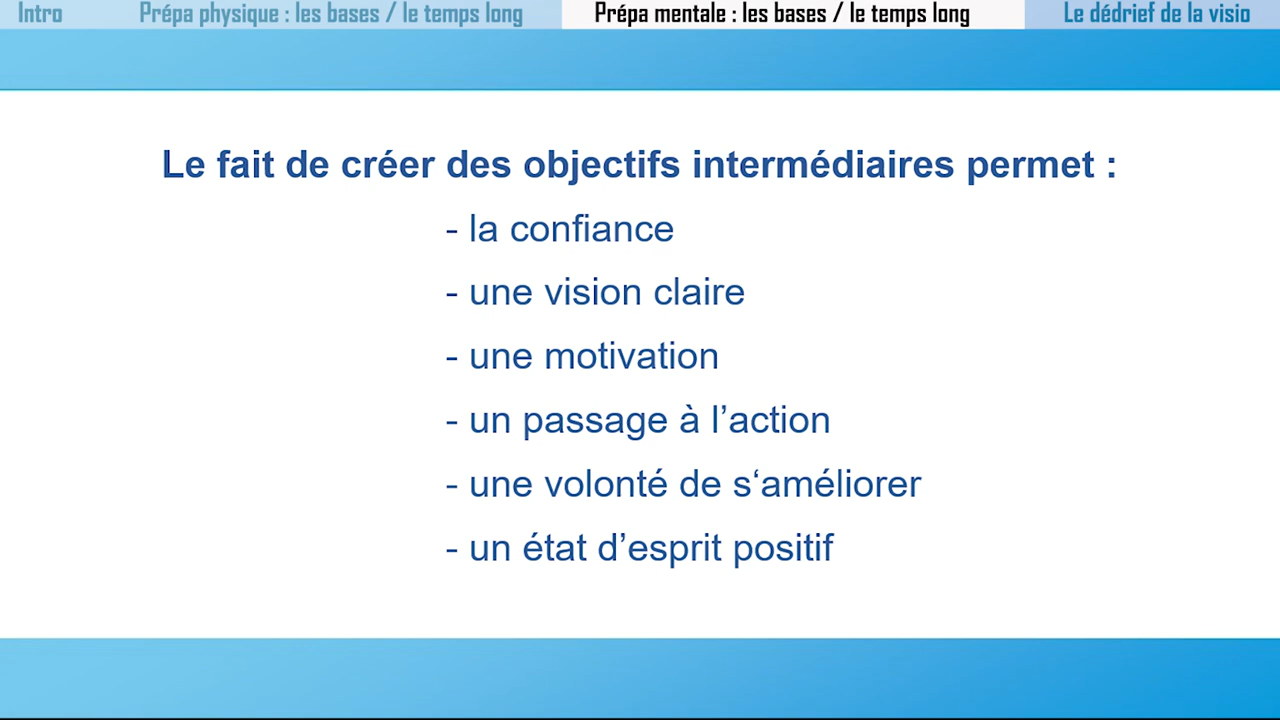 Intro
Prépa physique : les bases / le temps long
Prépa mentale : les bases / le temps long
Le dédrief de la visio
Le fait de créer des objectifs intermédiaires permet :
- la confiance
- une vision claire
- une motivation
- un passage à l’action
- une volonté de s‘améliorer
- un état d’esprit positif